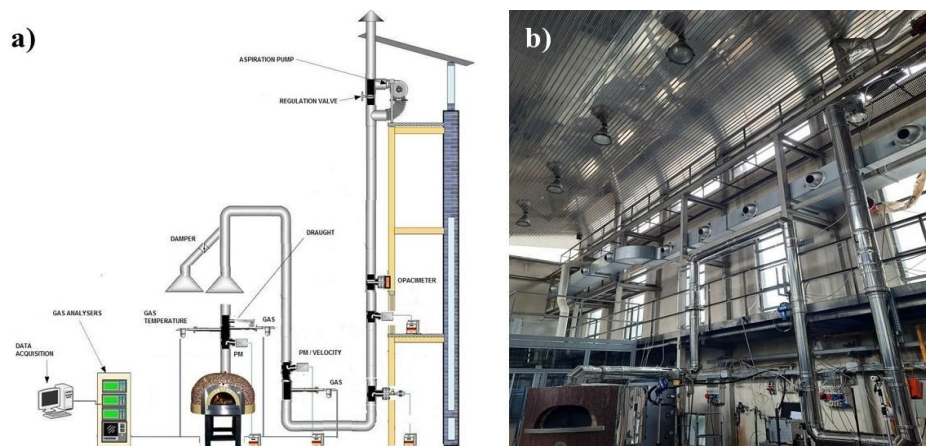 a)
b)
ASPIRATION PUMP
REGULATION VALVE
DAMPER
DRAUGHT
OPACIMETER
GAS
TEMPERATURE
GAS
GAS ANALYSERS
DATA
ACQUISITION
PM
PM / VELOCITY
GAS